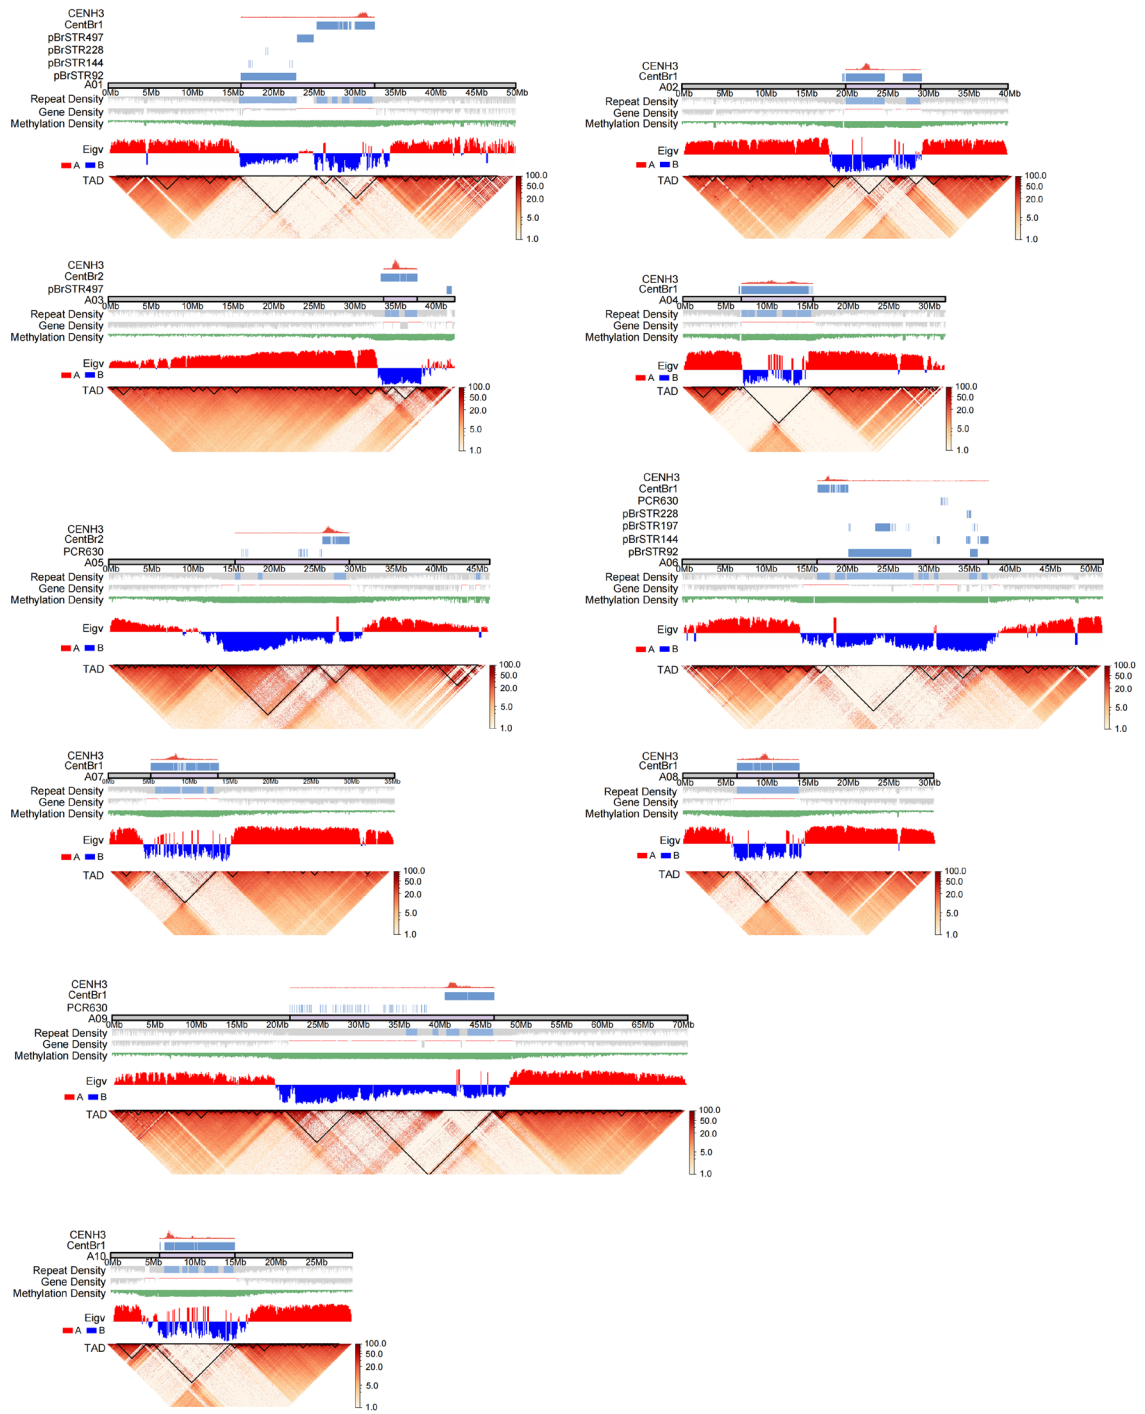 CENH3
CentBr1
pBrSTR497
pBrSTR228
pBrSTR144
pBrSTR92
A01
0Mb 5Mb 10Mb 15Mb 20Mb 25Mb 30Mb 35Mb 40Mb 45Mb 50Mb
Repeat Density
Gene Density
Methylation Density
Eigv
A B
TAD
100.0
50.0
20.0
5.0
1.0
CENH3
CentBr1
A02
0Mb 5Mb 10Mb 15Mb 20Mb 25Mb 30Mb 35Mb 40Mb
Repeat Density
Gene Density
Methylation Density
Eigv
A B
TAD
100.0
50.0
20.0
5.0
1.0
CENH3
CentBr2
pBrSTR497
A03
0Mb 5Mb 10Mb 15Mb 20Mb 25Mb 30Mb 35Mb 40Mb
Repeat Density
Gene Density
Methylation Density
Eigv
A B
TAD
100.0
50.0
20.0
5.0
1.0
CENH3
CentBr1
A04
0Mb 5Mb 10Mb 15Mb 20Mb 25Mb 30Mb
Repeat Density
Gene Density
Methylation Density
Eigv
A B
TAD
100.0
50.0
20.0
5.0
1.0
CENH3
CentBr2
PCR630
A05
0Mb 5Mb 10Mb 15Mb 20Mb 25Mb 30Mb 35Mb 40Mb 45Mb
Repeat Density
Gene Density
Methylation Density
Eigv
A B
TAD
100.0
50.0
20.0
5.0
1.0
CENH3
CentBr1
PCR630
pBrSTR228
pBrSTR197
pBrSTR144
pBrSTR92
A06
0Mb 5Mb 10Mb 15Mb 20Mb 25Mb 30Mb 35Mb 40Mb 45Mb 50Mb
Repeat Density
Gene Density
Methylation Density
Eigv
A B
TAD
100.0
50.0
20.0
5.0
1.0
CENH3
CentBr1
A07
0Mb 5Mb 10Mb 15Mb 20Mb 25Mb 30Mb 35Mb
Repeat Density
Gene Density
Methylation Density
Eigv
A B
TAD
100.0
50.0
20.0
5.0
1.0
CENH3
CentBr1
A08
0Mb 5Mb 10Mb 15Mb 20Mb 25Mb 30Mb
Repeat Density
Gene Density
Methylation Density
Eigv
A B
TAD
100.0
50.0
20.0
5.0
1.0
CENH3
CentBr1
PCR630
A09
0Mb 5Mb 10Mb 15Mb 20Mb 25Mb 30Mb 35Mb 40Mb 45Mb 50Mb 55Mb 60Mb 65Mb 70Mb
Repeat Density
Gene Density
Methylation Density
Eigv
A B
TAD
100.0
50.0
20.0
5.0
1.0
CENH3
CentBr1
A10
0Mb 5Mb 10Mb 15Mb 20Mb 25Mb
Repeat Density
Gene Density
Methylation Density
Eigv
A B
TAD
100.0
50.0
20.0
5.0
1.0